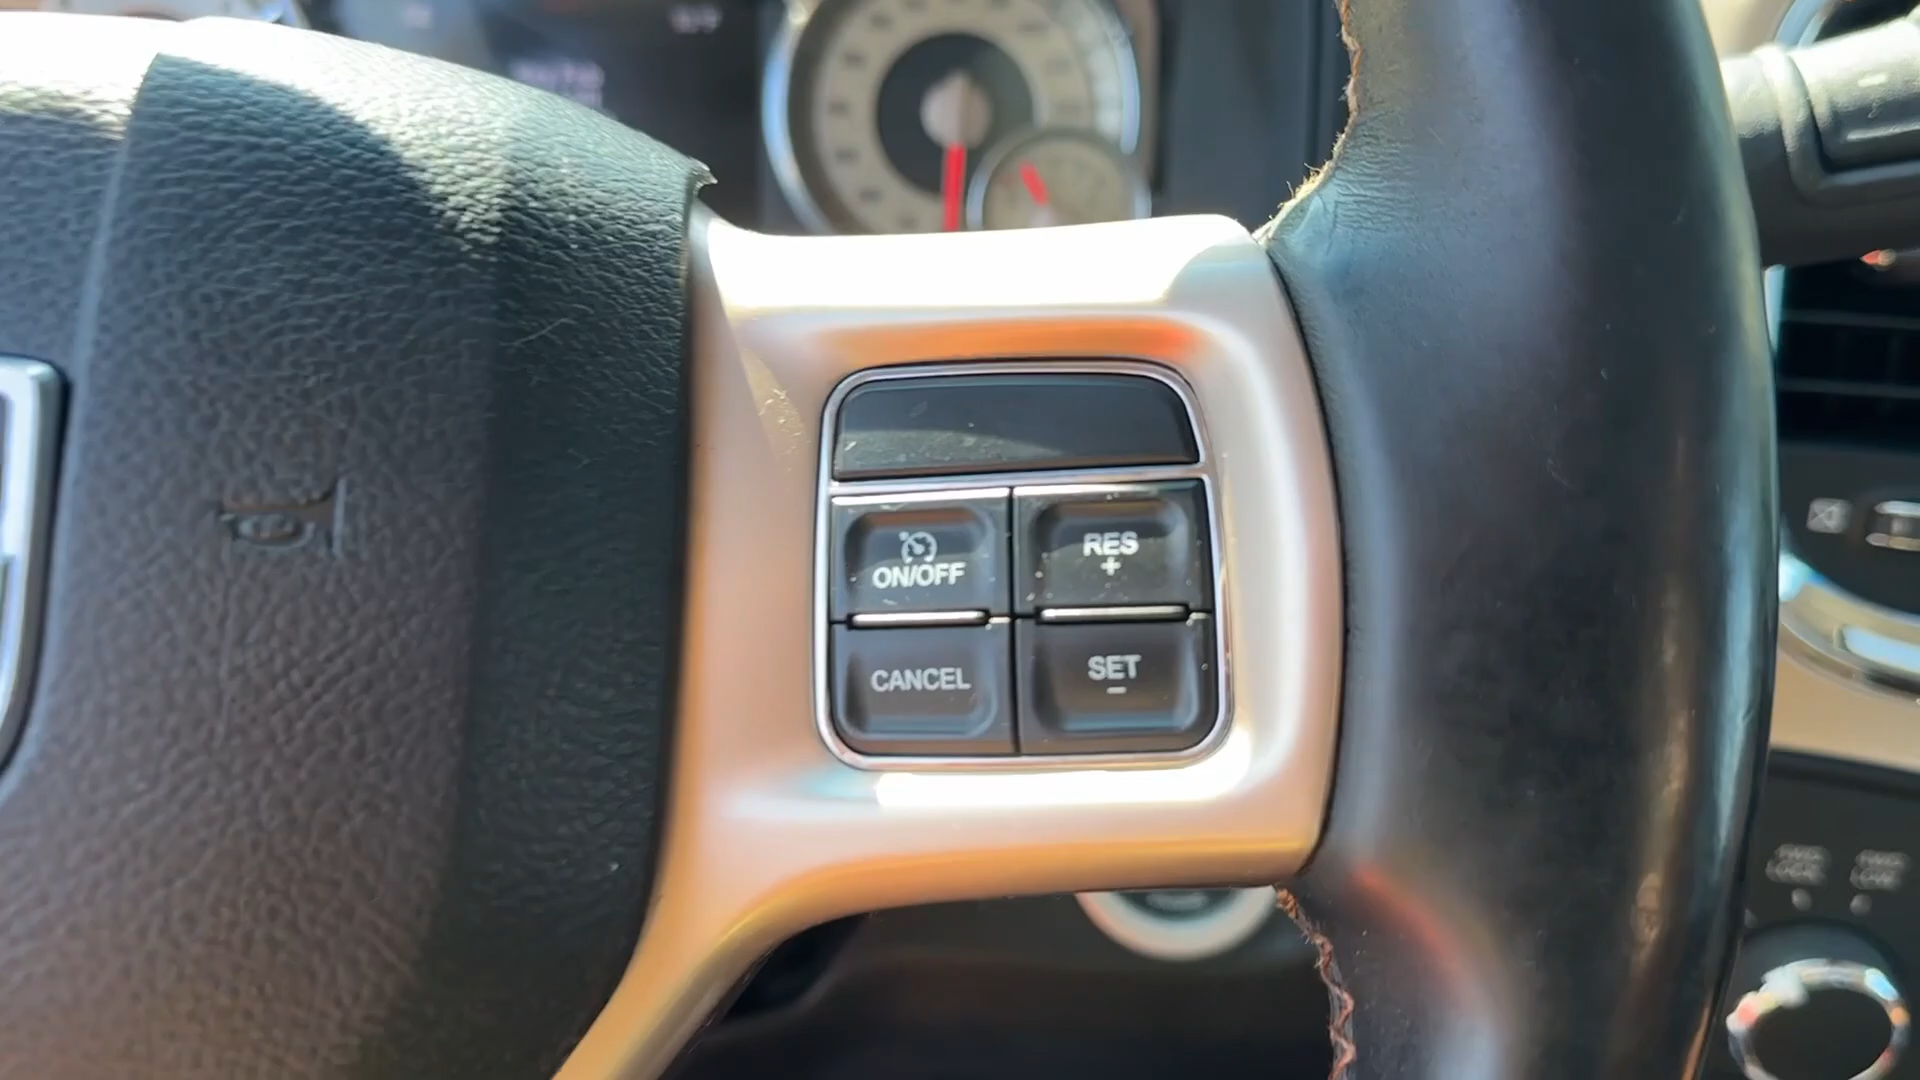 ON/OFF
RES
+
CANCEL
SET
-